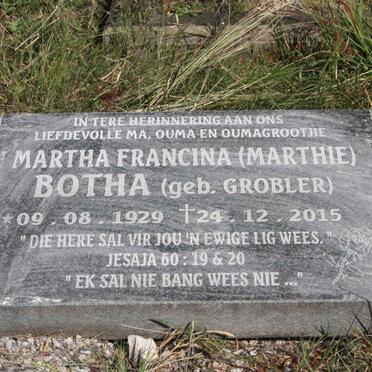 IN TERE HERINNERING AAN ONS
LIEFDEVOLLE MA, OUMA EN OUMAGROOTJIE
MARTHA FRANCINA (MARTHIE)
BOTHA (geb. GROBLER)
*09 . 08 . 1929 †24 . 12 . 2015
"DIE HERE SAL VIR JOU 'N EWIGE LIG WEES."
JESAJA 60 : 19 & 20
"EK SAL NIE BANG WEES NIE ..."